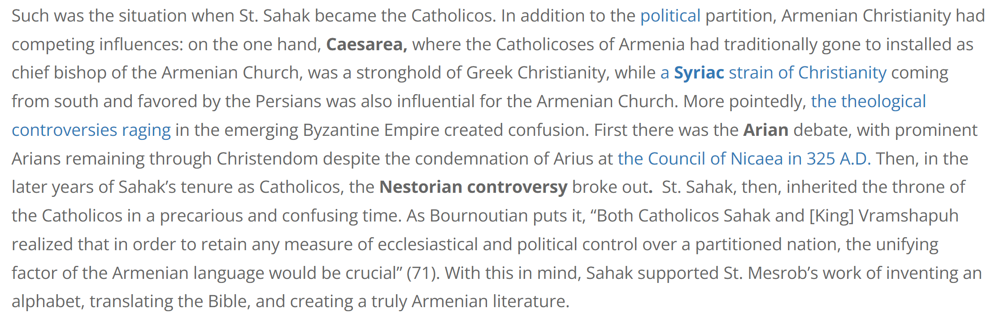 Such was the situation when St. Sahak became the Catholicos. In addition to the political partition, Armenian Christianity had
competing influences: on the one hand, Caesarea, where the Catholicoses of Armenia had traditionally gone to installed as
chief bishop of the Armenian Church, was a stronghold of Greek Christianity, while a Syriac strain of Christianity coming
from south and favored by the Persians was also influential for the Armenian Church. More pointedly, the theological
controversies raging in the emerging Byzantine Empire created confusion. First there was the Arian debate, with prominent
Arians remaining through Christendom despite the condemnation of Arius at the Council of Nicaea in 325 A.D. Then, in the
later years of Sahak’s tenure as Catholicos, the Nestorian controversy broke out.  St. Sahak, then, inherited the throne of
the Catholicos in a precarious and confusing time. As Bournoutian puts it, “Both Catholicos Sahak and [King] Vramshapuh
realized that in order to retain any measure of ecclesiastical and political control over a partitioned nation, the unifying
factor of the Armenian language would be crucial” (71). With this in mind, Sahak supported St. Mesrob’s work of inventing an
alphabet, translating the Bible, and creating a truly Armenian literature.